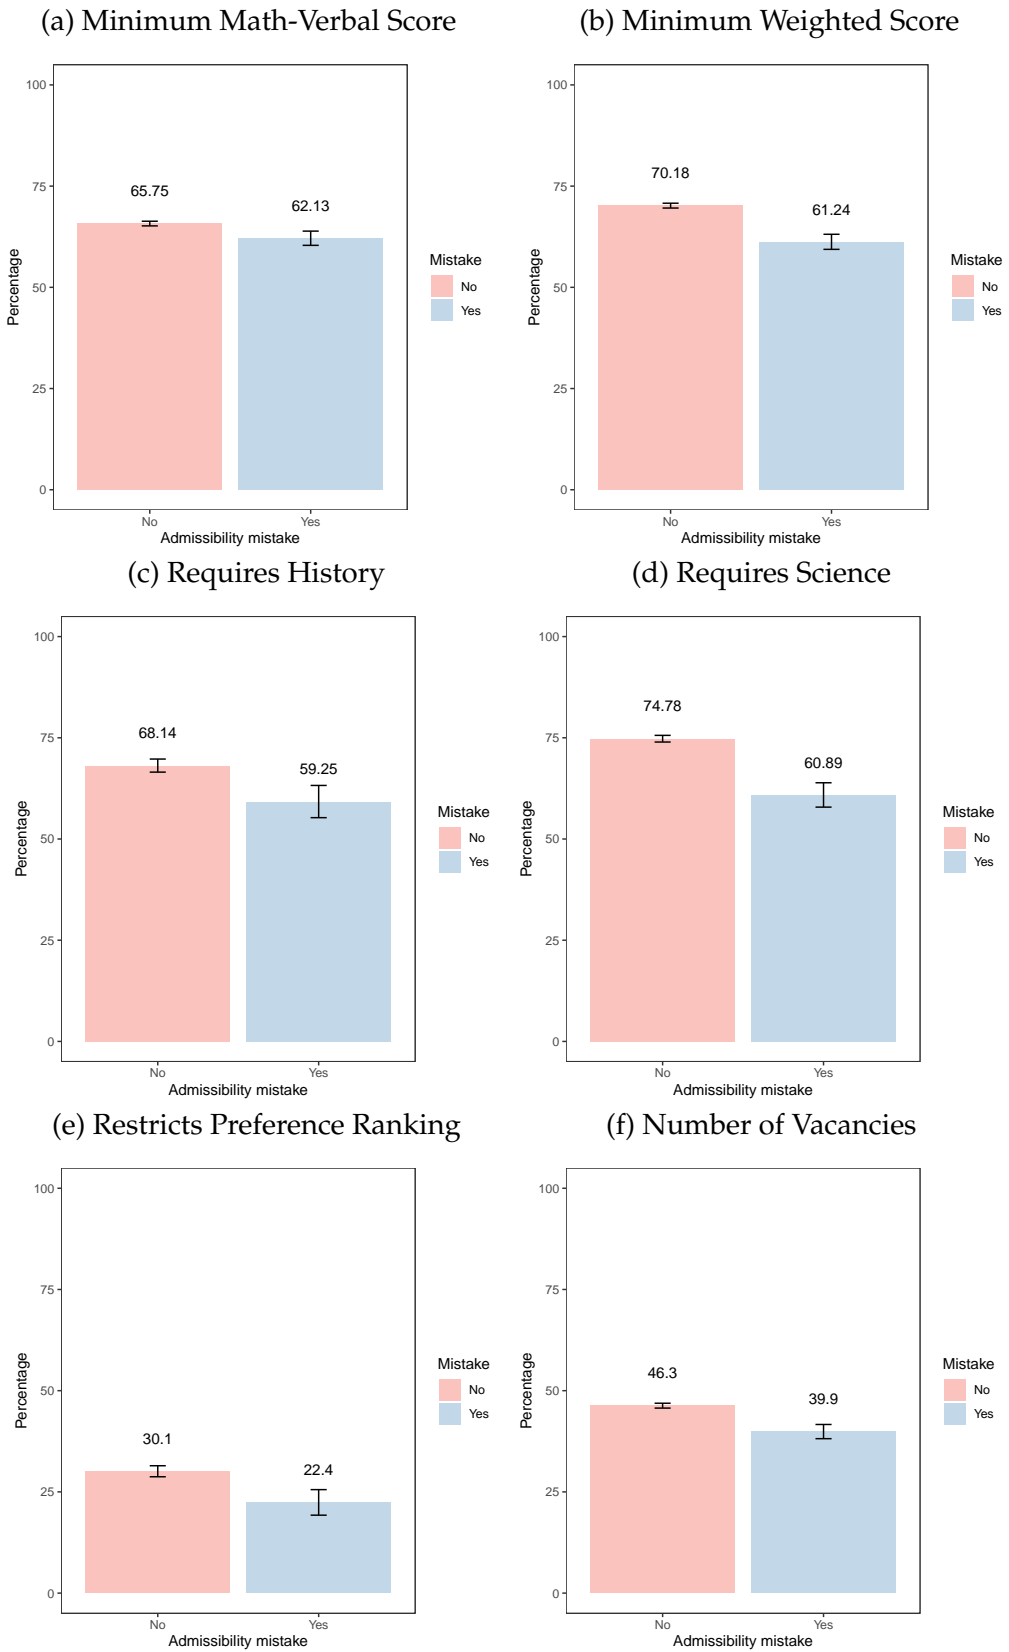 (a) Minimum Math-Verbal Score
100
75
50
25
0
Percentage
65.75
62.13
No
Yes
Admissibility mistake
Mistake
No
Yes
(b) Minimum Weighted Score
100
75
50
25
0
Percentage
70.18
61.24
No
Yes
Admissibility mistake
Mistake
No
Yes
(c) Requires History
100
75
50
25
0
Percentage
68.14
59.25
No
Yes
Admissibility mistake
Mistake
No
Yes
(d) Requires Science
100
75
50
25
0
Percentage
74.78
60.89
No
Yes
Admissibility mistake
Mistake
No
Yes
(e) Restricts Preference Ranking
100
75
50
25
0
Percentage
30.1
22.4
No
Yes
Admissibility mistake
Mistake
No
Yes
(f) Number of Vacancies
100
75
50
25
0
Percentage
46.3
39.9
No
Yes
Admissibility mistake
Mistake
No
Yes